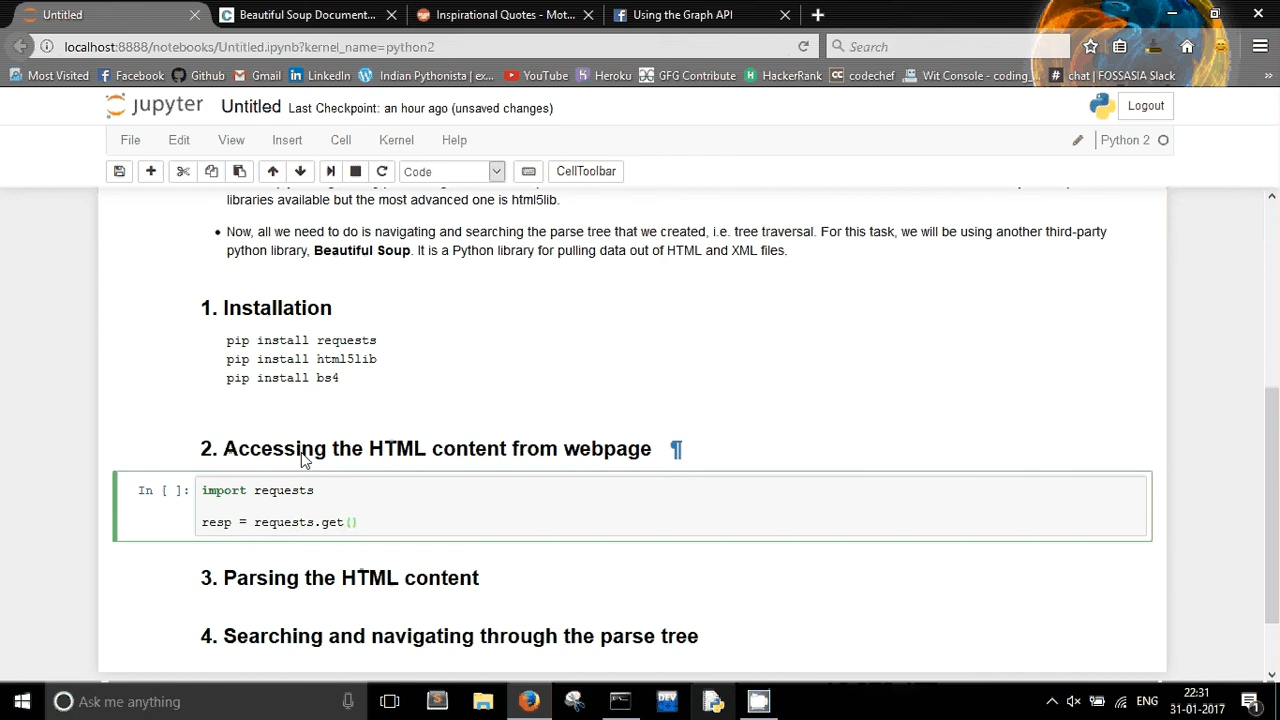 Untitled
Beautiful Soup Document...
Inspirational Quotes - Mot...
Using the Graph API
localhost:8888/notebooks/Untitled.ipynb?kernel_name=python2
Search
Most Visited
Facebook
Github
Gmail
LinkedIn
Indian Pythonista | ex...
YouTube
Heroku
GFG Contribute
HackerRank
codechef
Wit Console - coding_...
chat | FOSSASIA Slack
jupyter
Untitled Last Checkpoint: an hour ago (unsaved changes)
Logout
File Edit View Insert Cell Kernel Help
Python 2
Code
CellToolbar
libraries available but the most advanced one is html5lib.
Now, all we need to do is navigating and searching the parse tree that we created, i.e. tree traversal. For this task, we will be using another third-party
python library, Beautiful Soup. It is a Python library for pulling data out of HTML and XML files.
1. Installation
pip install requests
pip install html5lib
pip install bs4
2. Accessing the HTML content from webpage ¶
In [ ]: import requests
resp = requests.get()
3. Parsing the HTML content
4. Searching and navigating through the parse tree
Ask me anything
DEV
ENG
22:31
31-01-2017